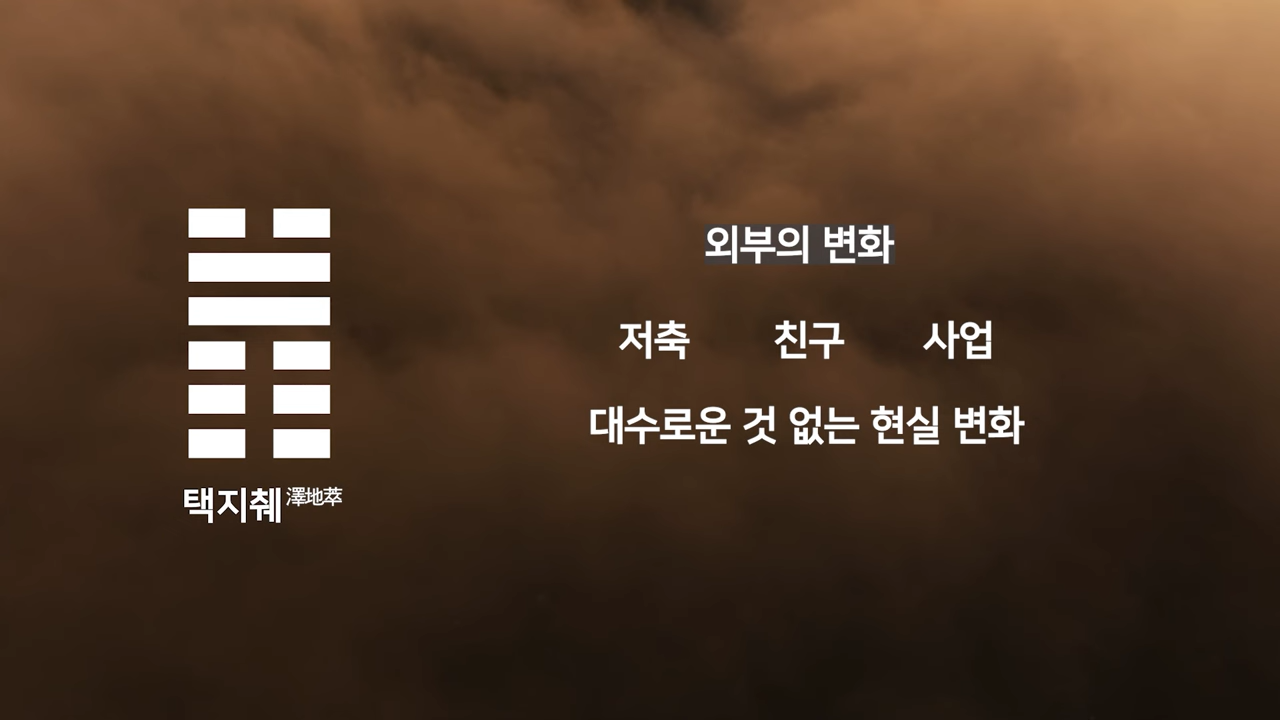 외부의 변화
저축 친구 사업
대수로운 것 없는 현실 변화
택지췌 澤地萃